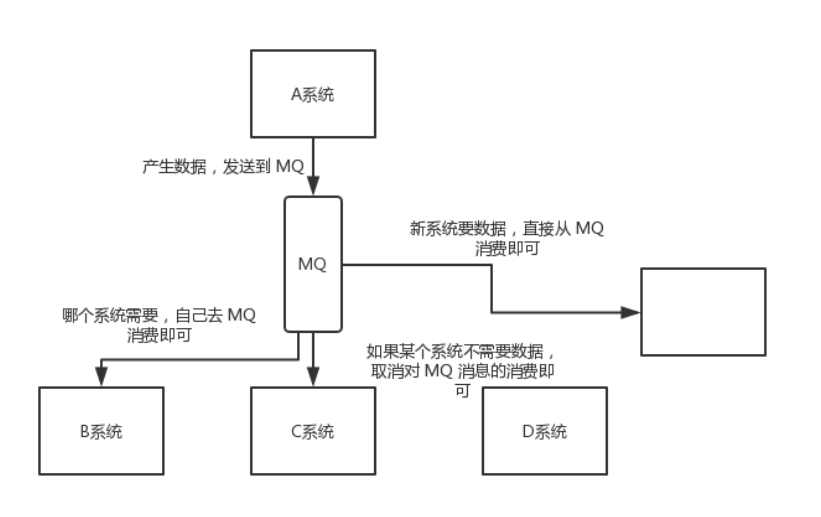 A系统
产生数据，发送到 MQ
新系统要数据，直接从 MQ
消费即可
MQ
哪个系统需要，自己去 MQ
消费即可
如果某个系统不需要数据，
取消对 MQ 消息的消费即
可
B系统
C系统
D系统